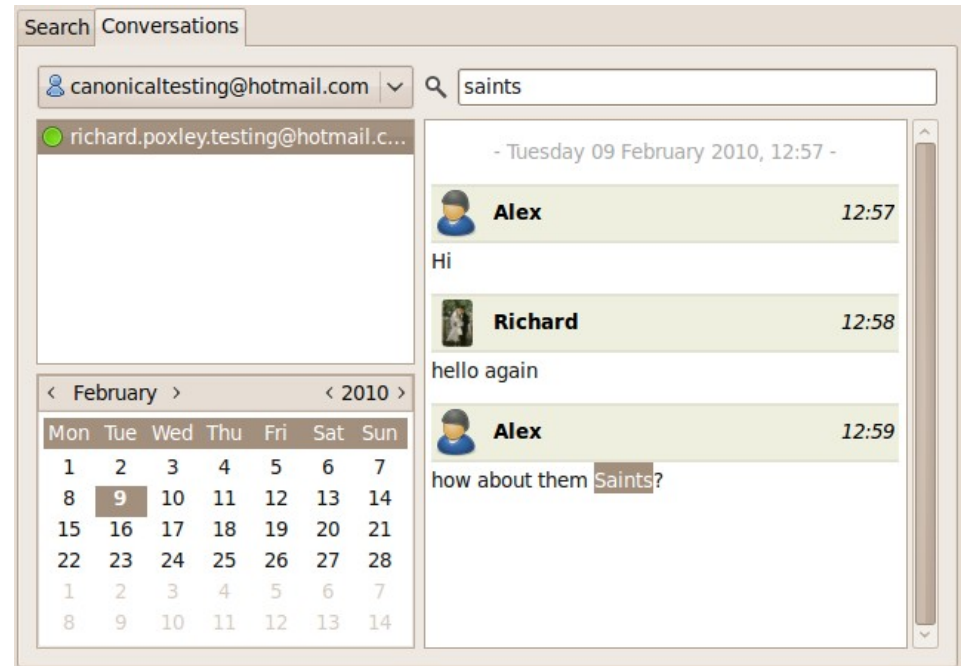 Search Conversations
canonicaltesting@hotmail.com
saints
richard.poxley.testing@hotmail.c...
February 2010
Mon Tue Wed Thu Fri Sat Sun
1 2 3 4 5 6 7
8 9 10 11 12 13 14
15 16 17 18 19 20 21
22 23 24 25 26 27 28
1 2 3 4 5 6 7
8 9 10 11 12 13 14
- Tuesday 09 February 2010, 12:57 -
Alex 12:57
Hi
Richard 12:58
hello again
Alex 12:59
how about them Saints?